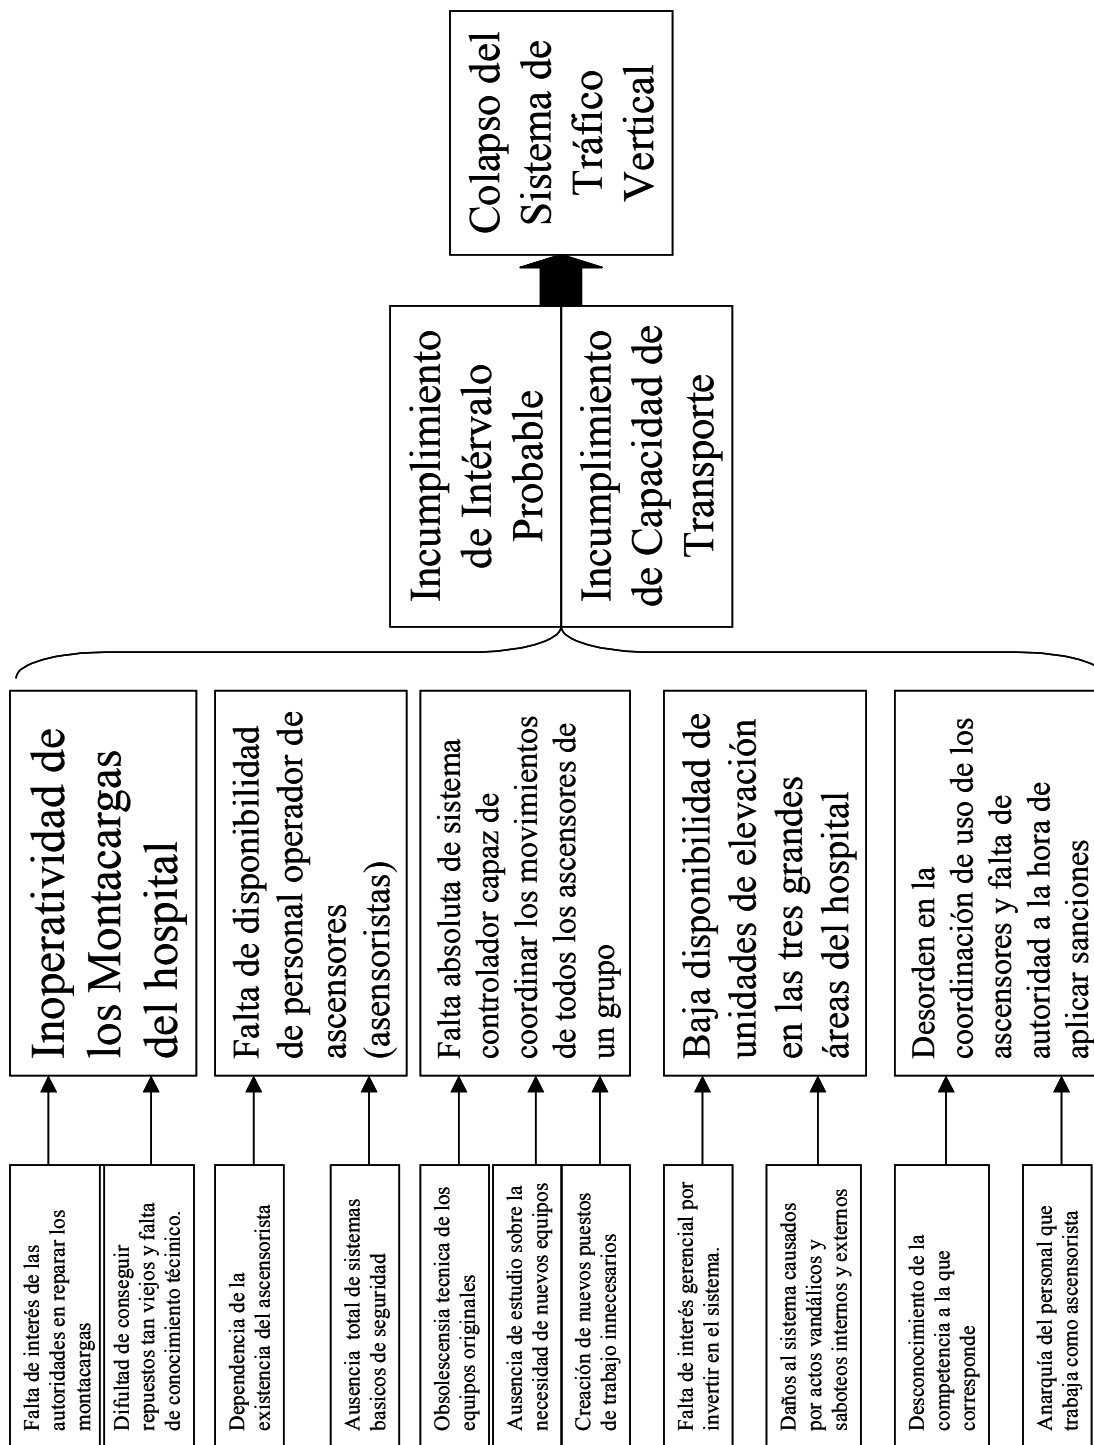 Falta de interés de las
autoridades en reparar los
montacargas
Difultad de conseguir
repuestos tan viejos y falta
de conocimiento técinico.
Dependencia de la
existencia del ascensorista
Ausencia total de sistemas
basicos de seguridad
Obsolescensia tecnica de los
equipos originales
Ausencia de estudio sobre la
necesidad de nuevos equipos
Creación de nuevos puestos
de trabajo innecesarios
Falta de interés gerencial por
invertir en el sistema.
Daños al sistema causados
por actos vandálicos y
saboteos internos y externos
Desconocimiento de la
competencia a la que
corresponde
Anarquía del personal que
trabaja como ascensorista
Inoperatividad de
los Montacargas
del hospital
Falta de disponibilidad
de personal operador de
ascensores
(asensoristas)
Falta absoluta de sistema
controlador capaz de
coordinar los movimientos
de todos los ascensores de
un grupo
Baja disponibilidad de
unidades de elevación
en las tres grandes
áreas del hospital
Desorden en la
coordinación de uso de los
ascensores y falta de
autoridad a la hora de
aplicar sanciones
Incumplimiento
de Intérvalo
Probable
Incumplimiento
de Capacidad de
Transporte
Colapso del
Sistema de
Tráfico
Vertical